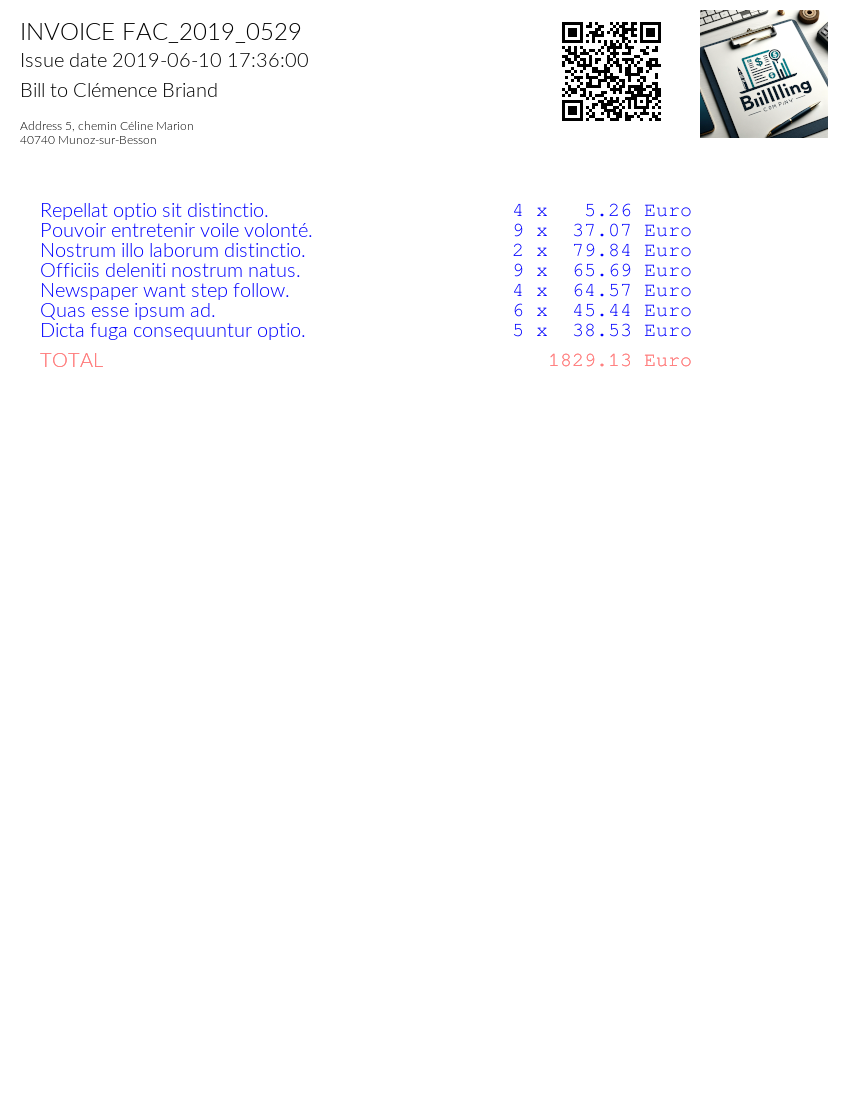 INVOICE FAC_2019_0529
Issue date 2019-06-10 17:36:00
Bill to Clémence Briand
Address 5, chemin Céline Marion
40740 Munoz-sur-Besson
Biillling
COMPANY
Repellat optio sit distinctio. 4 x 5.26 Euro
Pouvoir entretenir voile volonté. 9 x 37.07 Euro
Nostrum illo laborum distinctio. 2 x 79.84 Euro
Officiis deleniti nostrum natus. 9 x 65.69 Euro
Newspaper want step follow. 4 x 64.57 Euro
Quas esse ipsum ad. 6 x 45.44 Euro
Dicta fuga consequuntur optio. 5 x 38.53 Euro
TOTAL 1829.13 Euro